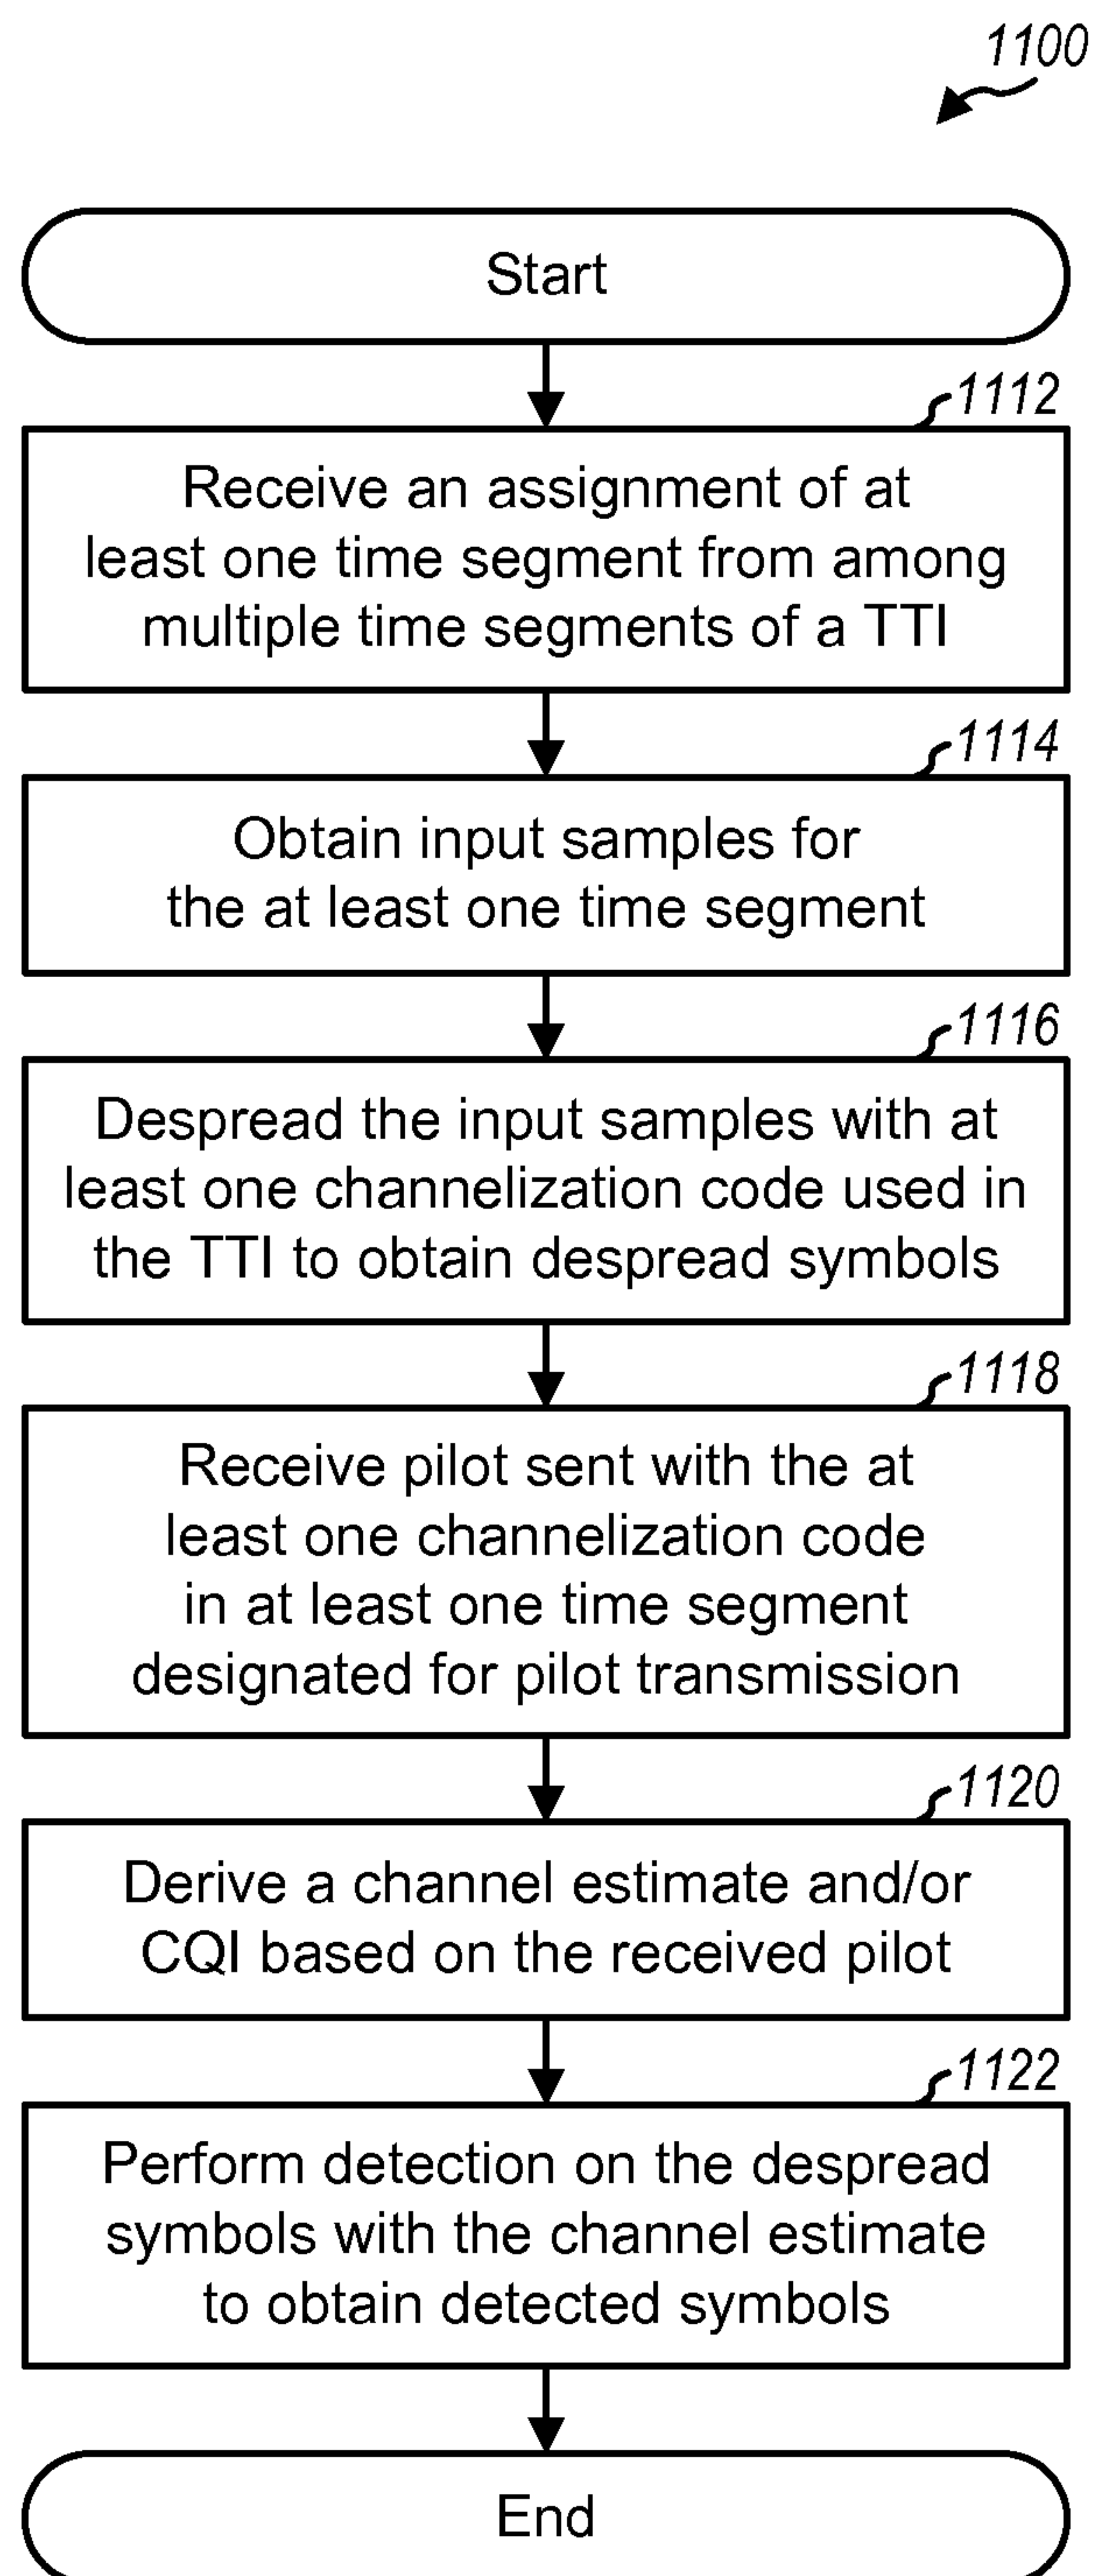 1100
Start
1112
Receive an assignment of at
least one time segment from among
multiple time segments of a TTI
1114
Obtain input samples for
the at least one time segment
1116
Despread the input samples with at
least one channelization code used in
the TTI to obtain despread symbols
1118
Receive pilot sent with the at
least one channelization code
in at least one time segment
designated for pilot transmission
1120
Derive a channel estimate and/or
CQI based on the received pilot
1122
Perform detection on the despread
symbols with the channel estimate
to obtain detected symbols
End